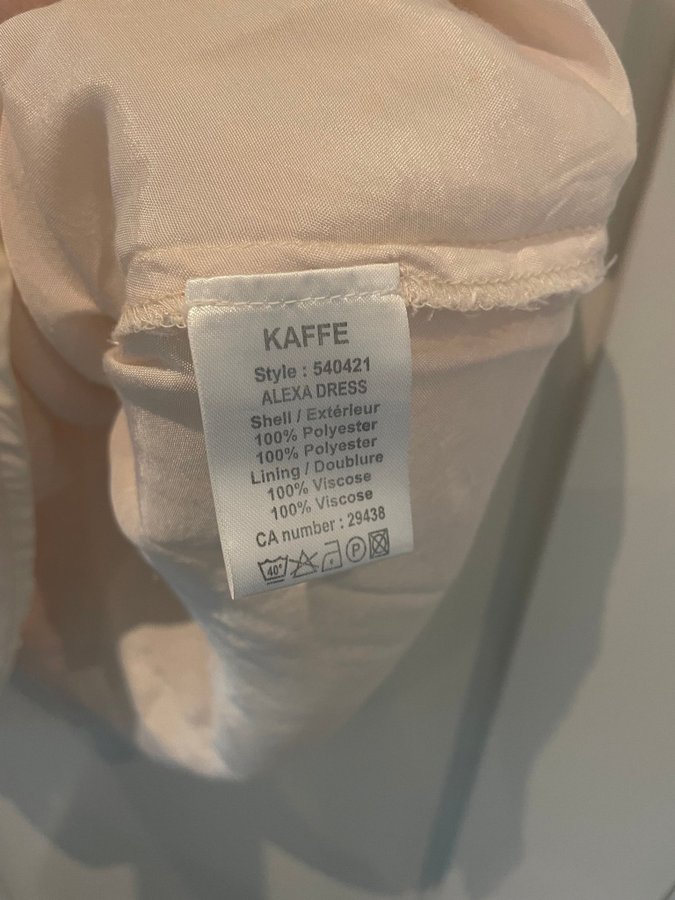 KAFFE
Style : 540421
ALEXA DRESS
Shell / Extérieur
100% Polyester
100% Polyester
Lining / Doublure
100% Viscose
100% Viscose
CA number : 29438
40° P